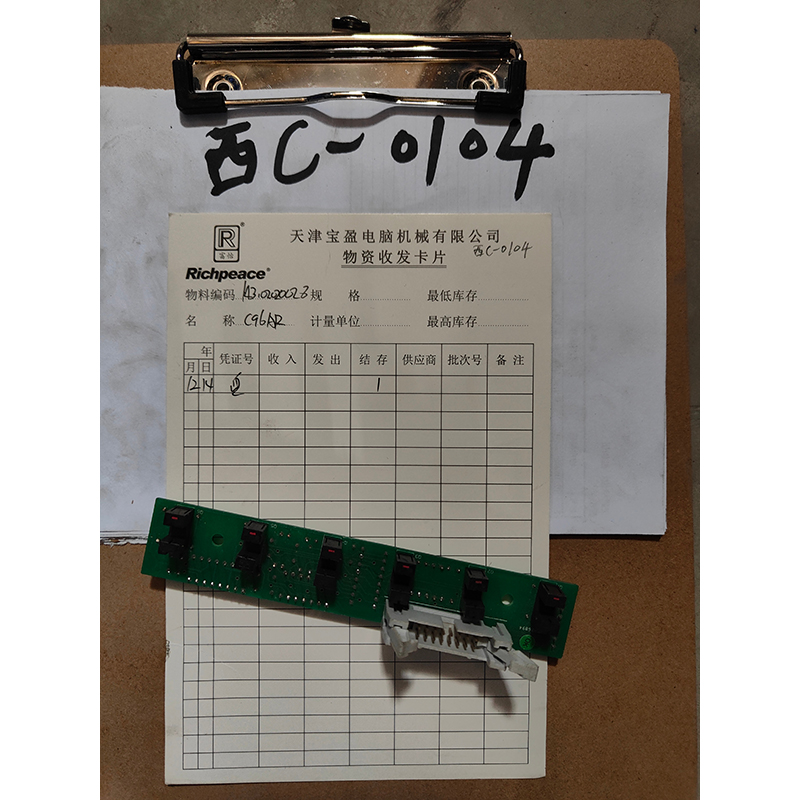 西C-0104
R
富怡
天津宝盈电脑机械有限公司
西C-0104
物资收发卡片
Richpeace
物料编码 规 格 最低库存
名 称 C96AR 计量单位 最高库存
年 凭证号 收入 发出 结存 供应商 批次号 备注
月 日
12 14 1